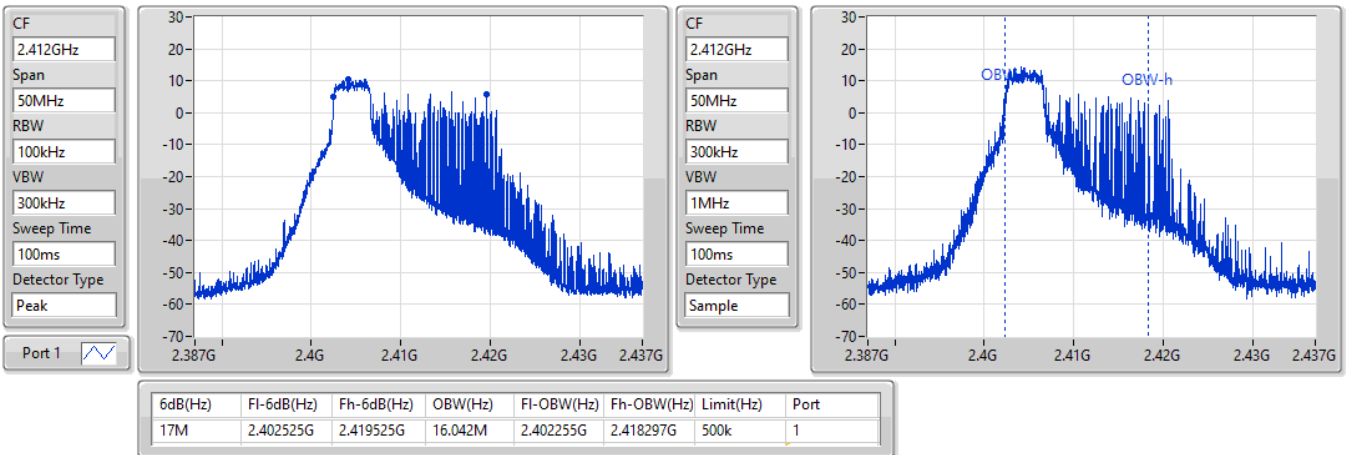 CF
2.412GHz
Span
50MHz
RBW
100kHz
VBW
300kHz
Sweep Time
100ms
Detector Type
Peak
Port 1
30
20
10
0
-10
-20
-30
-40
-50
-60
-70
2.387G 2.4G 2.41G 2.42G 2.43G 2.437G
CF
2.412GHz
Span
50MHz
RBW
300kHz
VBW
1MHz
Sweep Time
100ms
Detector Type
Sample
30
20
10
0
-10
-20
-30
-40
-50
-60
-70
OBW-h
2.387G 2.4G 2.41G 2.42G 2.43G 2.437G
6dB(Hz) Fl-6dB(Hz) Fh-6dB(Hz) OBW(Hz) Fl-OBW(Hz) Fh-OBW(Hz) Limit(Hz) Port
17M 2.402525G 2.419525G 16.042M 2.402255G 2.418297G 500k 1